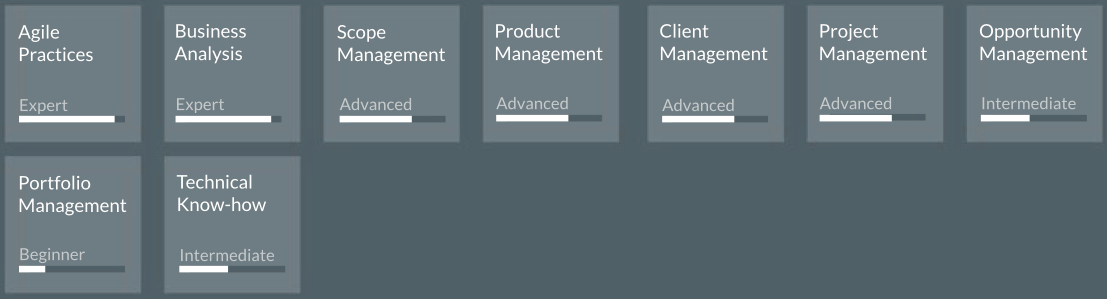 Agile
Practices
Expert
Business
Analysis
Expert
Scope
Management
Advanced
Product
Management
Advanced
Client
Management
Advanced
Project
Management
Advanced
Opportunity
Management
Intermediate
Portfolio
Management
Beginner
Technical
Know-how
Intermediate